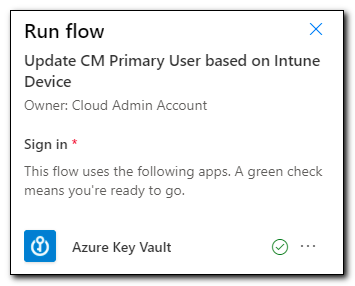 Run flow
Update CM Primary User based on Intune
Device
Owner: Cloud Admin Account
Sign in *
This flow uses the following apps. A green check
means you're ready to go.
Azure Key Vault